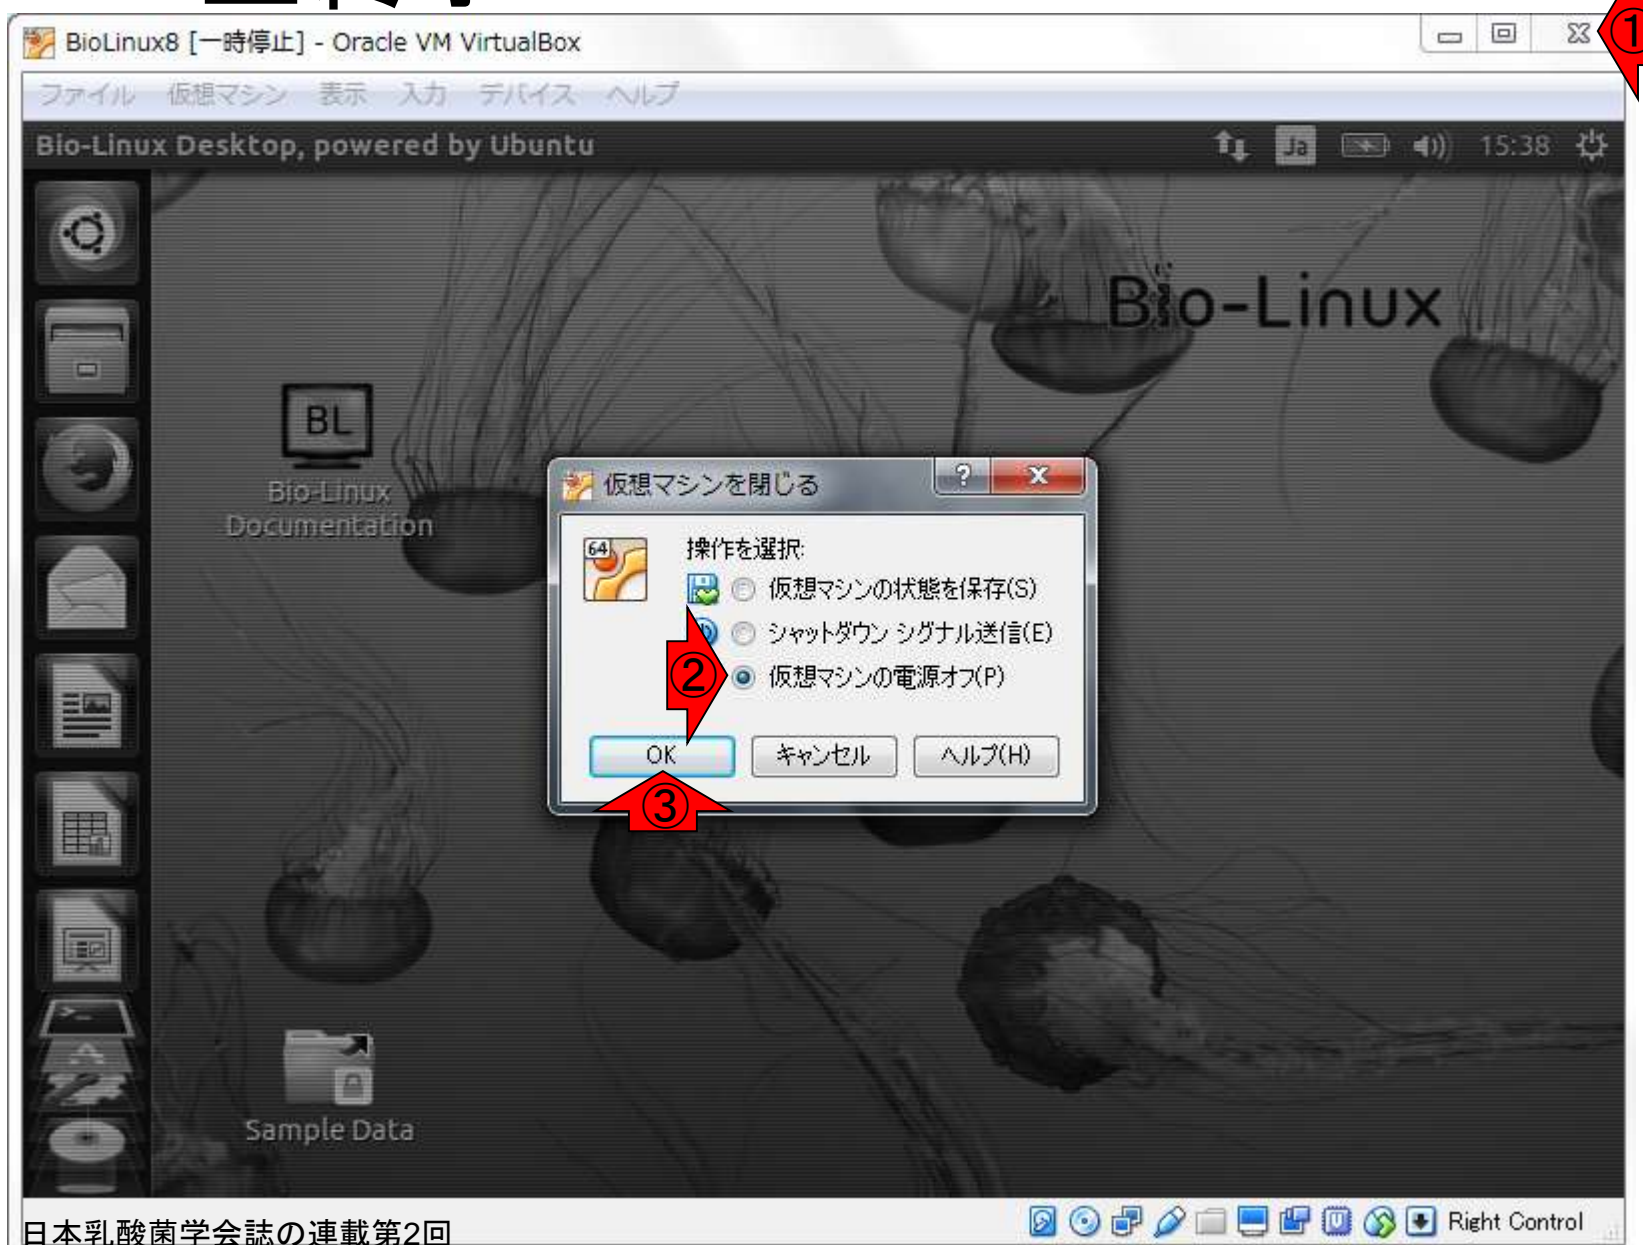 BioLinux8 [一時停止] - Oracle VM VirtualBox
①
ファイル 仮想マシン 表示 入力 デバイス ヘルプ
Bio-Linux Desktop, powered by Ubuntu
Ja
15:38
Bio-Linux
BL
Bio-Linux
Documentation
仮想マシンを閉じる
?
64
操作を選択:
仮想マシンの状態を保存(S)
シャットダウン シグナル送信(E)
②
仮想マシンの電源オフ(P)
OK
キャンセル
ヘルプ(H)
③
Sample Data
日本乳酸菌学会誌の連載第2回
Right Control